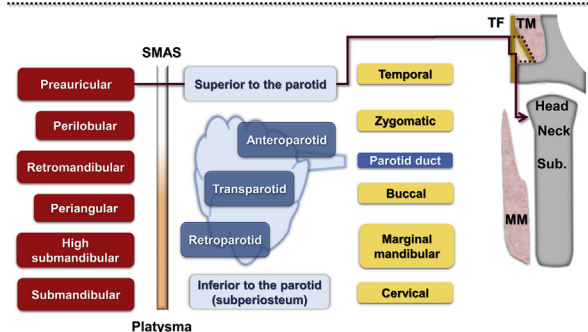 SMAS
TF
TM
Preauricular
Superior to the parotid
Temporal
Head
Perilobular
Anteroparotid
Zygomatic
Neck
Retromandibular
Parotid duct
Sub.
Transparotid
Periangular
Buccal
MM
High
submandibular
Retroparotid
Marginal
mandibular
Submandibular
Inferior to the parotid
(subperiosteum)
Cervical
Platysma